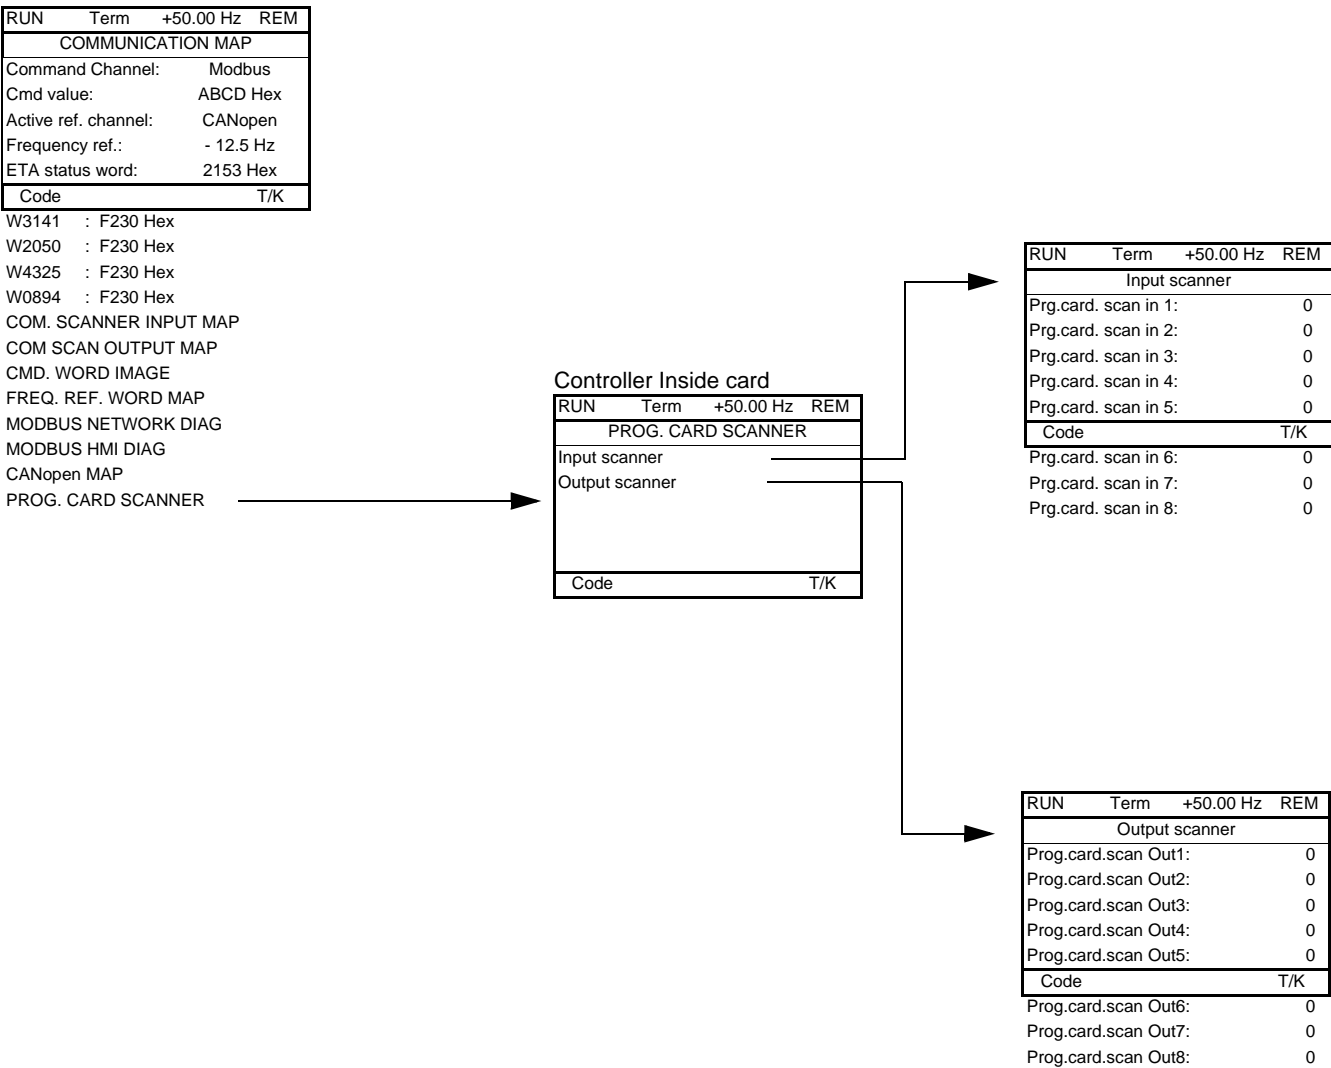 RUN Term +50.00 Hz REM
COMMUNICATION MAP
Command Channel: Modbus
Cmd value: ABCD Hex
Active ref. channel: CANopen
Frequency ref.: - 12.5 Hz
ETA status word: 2153 Hex
Code T/K
W3141 : F230 Hex
W2050 : F230 Hex
W4325 : F230 Hex
W0894 : F230 Hex
COM. SCANNER INPUT MAP
COM SCAN OUTPUT MAP
CMD. WORD IMAGE
FREQ. REF. WORD MAP
MODBUS NETWORK DIAG
MODBUS HMI DIAG
CANopen MAP
PROG. CARD SCANNER
Controller Inside card
RUN Term +50.00 Hz REM
PROG. CARD SCANNER
Input scanner
Output scanner
Code T/K
RUN Term +50.00 Hz REM
Input scanner
Prg.card. scan in 1: 0
Prg.card. scan in 2: 0
Prg.card. scan in 3: 0
Prg.card. scan in 4: 0
Prg.card. scan in 5: 0
Code T/K
Prg.card. scan in 6: 0
Prg.card. scan in 7: 0
Prg.card. scan in 8: 0
RUN Term +50.00 Hz REM
Output scanner
Prog.card.scan Out1: 0
Prog.card.scan Out2: 0
Prog.card.scan Out3: 0
Prog.card.scan Out4: 0
Prog.card.scan Out5: 0
Code T/K
Prog.card.scan Out6: 0
Prog.card.scan Out7: 0
Prog.card.scan Out8: 0